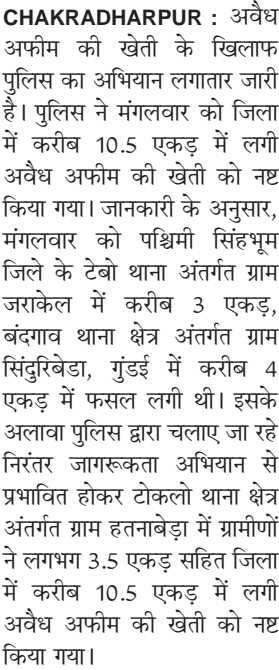 CHAKRADHARPUR : अवैध
अफीम की खेती के खिलाफ
पुलिस का अभियान लगातार जारी
है। पुलिस ने मंगलवार को जिला
में करीब 10.5 एकड़ में लगी
अवैध अफीम की खेती को नष्ट
किया गया। जानकारी के अनुसार,
मंगलवार को पश्चिमी सिंहभूम
जिले के टेबो थाना अंतर्गत ग्राम
जराकेल में करीब 3 एकड़,
बंदगाव थाना क्षेत्र अंतर्गत ग्राम
सिंदुरिबेडा, गुंडई में करीब 4
एकड़ में फसल लगी थी। इसके
अलावा पुलिस द्वारा चलाए जा रहे
निरंतर जागरूकता अभियान से
प्रभावित होकर टोकलो थाना क्षेत्र
अंतर्गत ग्राम हतनाबेड़ा में ग्रामीणों
ने लगभग 3.5 एकड़ सहित जिला
में करीब 10.5 एकड़ में लगी
अवैध अफीम की खेती को नष्ट
किया गया।